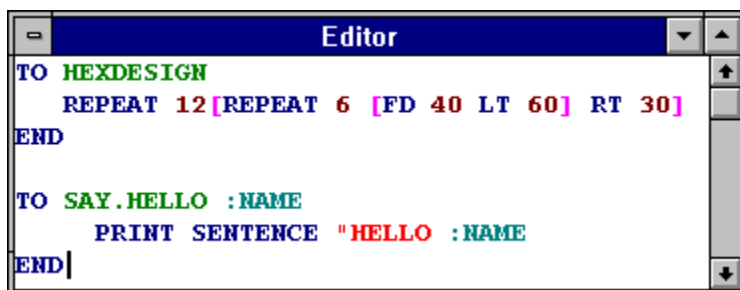 Editor
TO HEXDESIGN
REPEAT 12[REPEAT 6 [FD 40 LT 60] RT 30]
END
TO SAY.HELLO :NAME
PRINT SENTENCE "HELLO :NAME
END